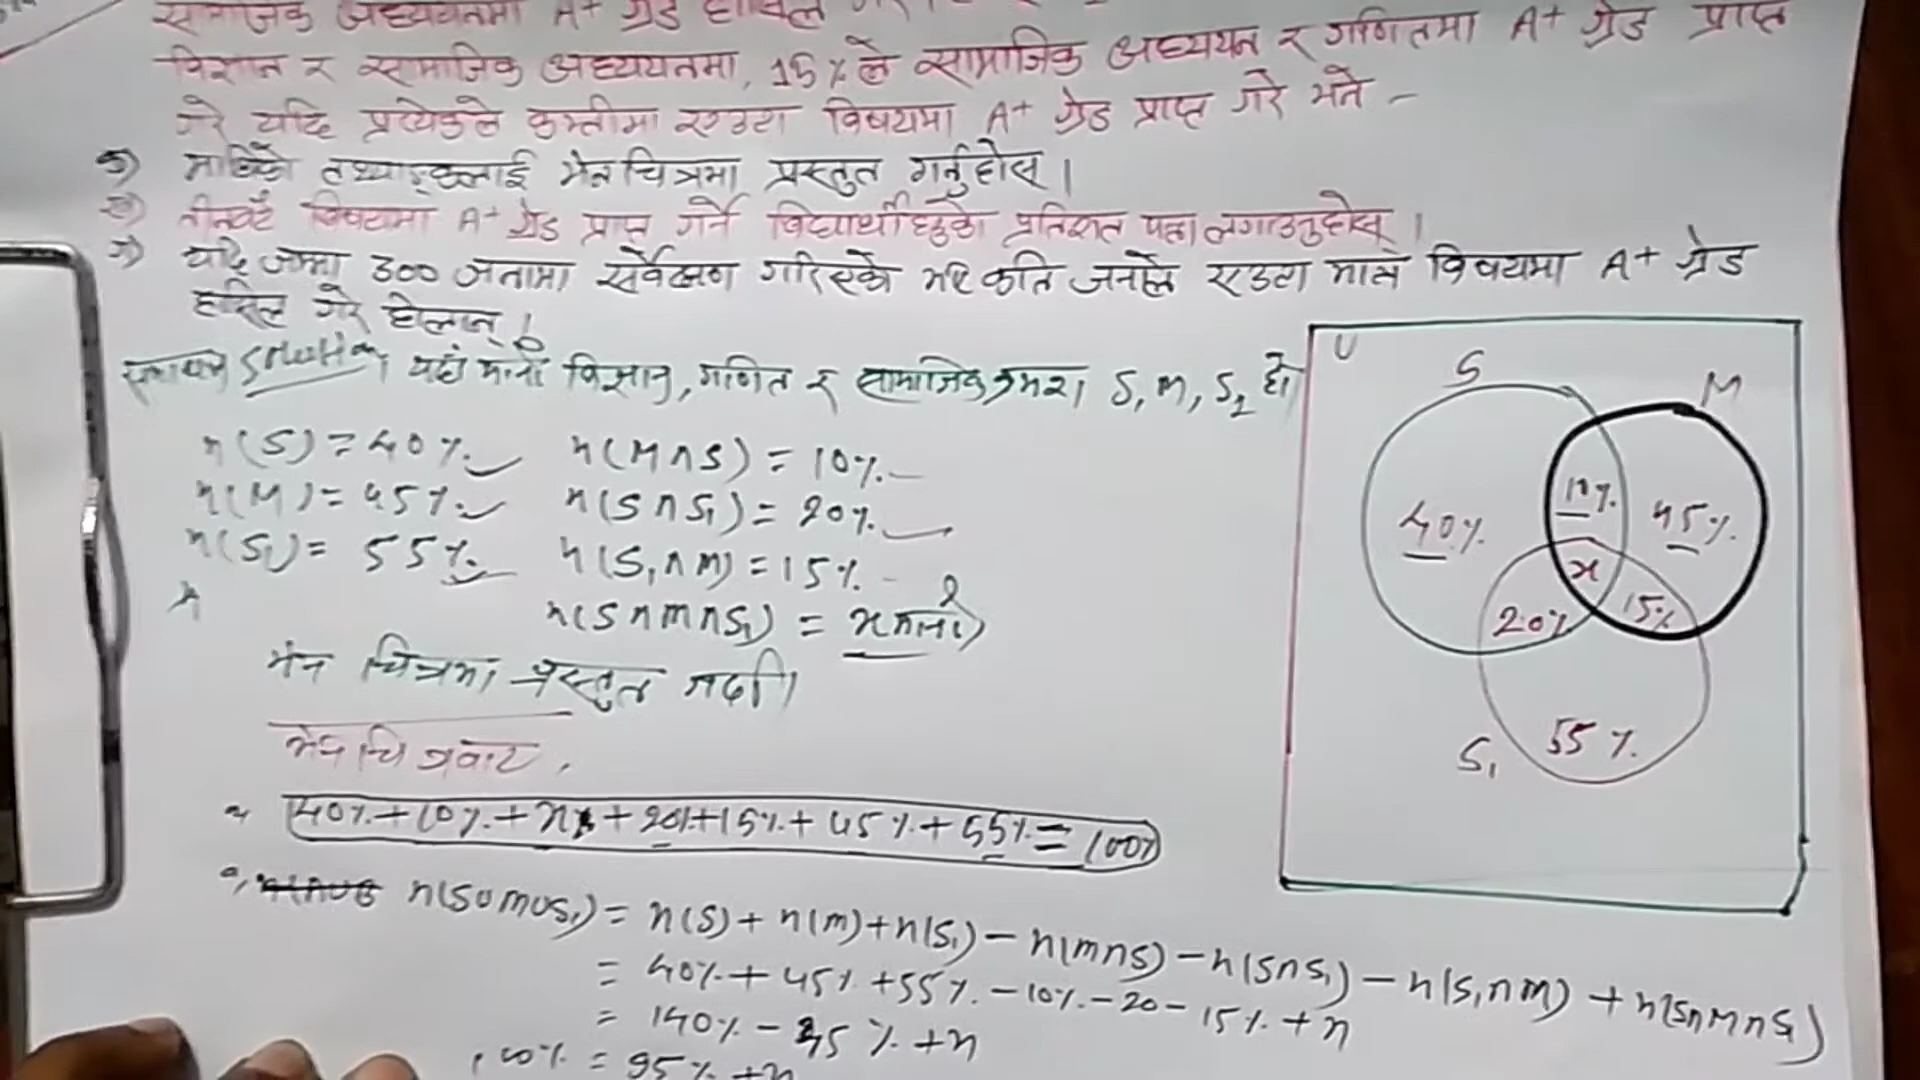 सामाजिक अध्ययनमा A+ ग्रेड हासिल गरे
विज्ञान र सामाजिक अध्ययनमा, 15%ले सामाजिक अध्ययन र गणितमा A+ ग्रेड प्राप्त
गरे यदि प्रत्येकले कम्तीमा एउटा विषयमा A+ ग्रेड प्राप्त गरे भने -
क) माथिको तथ्याङ्कलाई भेन चित्रमा प्रस्तुत गर्नुहोस्।
ख) तीनवटै विषयमा A+ ग्रेड प्राप्त गर्ने विद्यार्थीहरुको प्रतिशत पत्ता लगाउनुहोस्।
ग) यदि जम्मा 300 जनामा सर्वेक्षण गरिएको भए कति जनाले एउटा मात्र विषयमा A+ ग्रेड
हासिल गरे होलान्।
Solution, यहाँ मानौ विज्ञान, गणित र सामाजिक क्रमश S, M, S1 हो
n(S) = 40% n(M∩S) = 10%
n(M) = 45% n(S∩S1) = 20%
n(S1) = 55% n(S1∩M) = 15%
n(S∩M∩S1) = x मानौ
भेन चित्रमा प्रस्तुत गर्दा।
भेन चित्रबाट,
40%+10%+x%+20%+15%+45%+55% = 100%
n(S∪M∪S1) = n(S)+n(M)+n(S1)-n(M∩S)-n(S∩S1)-n(S1∩M)+n(S∩M∩S1)
= 40%+45%+55%-10%-20-15%+x
= 140%-45%+x
100% = 95%+x
U
S
M
10%
40%
45%
x
20%
15%
S1
55%